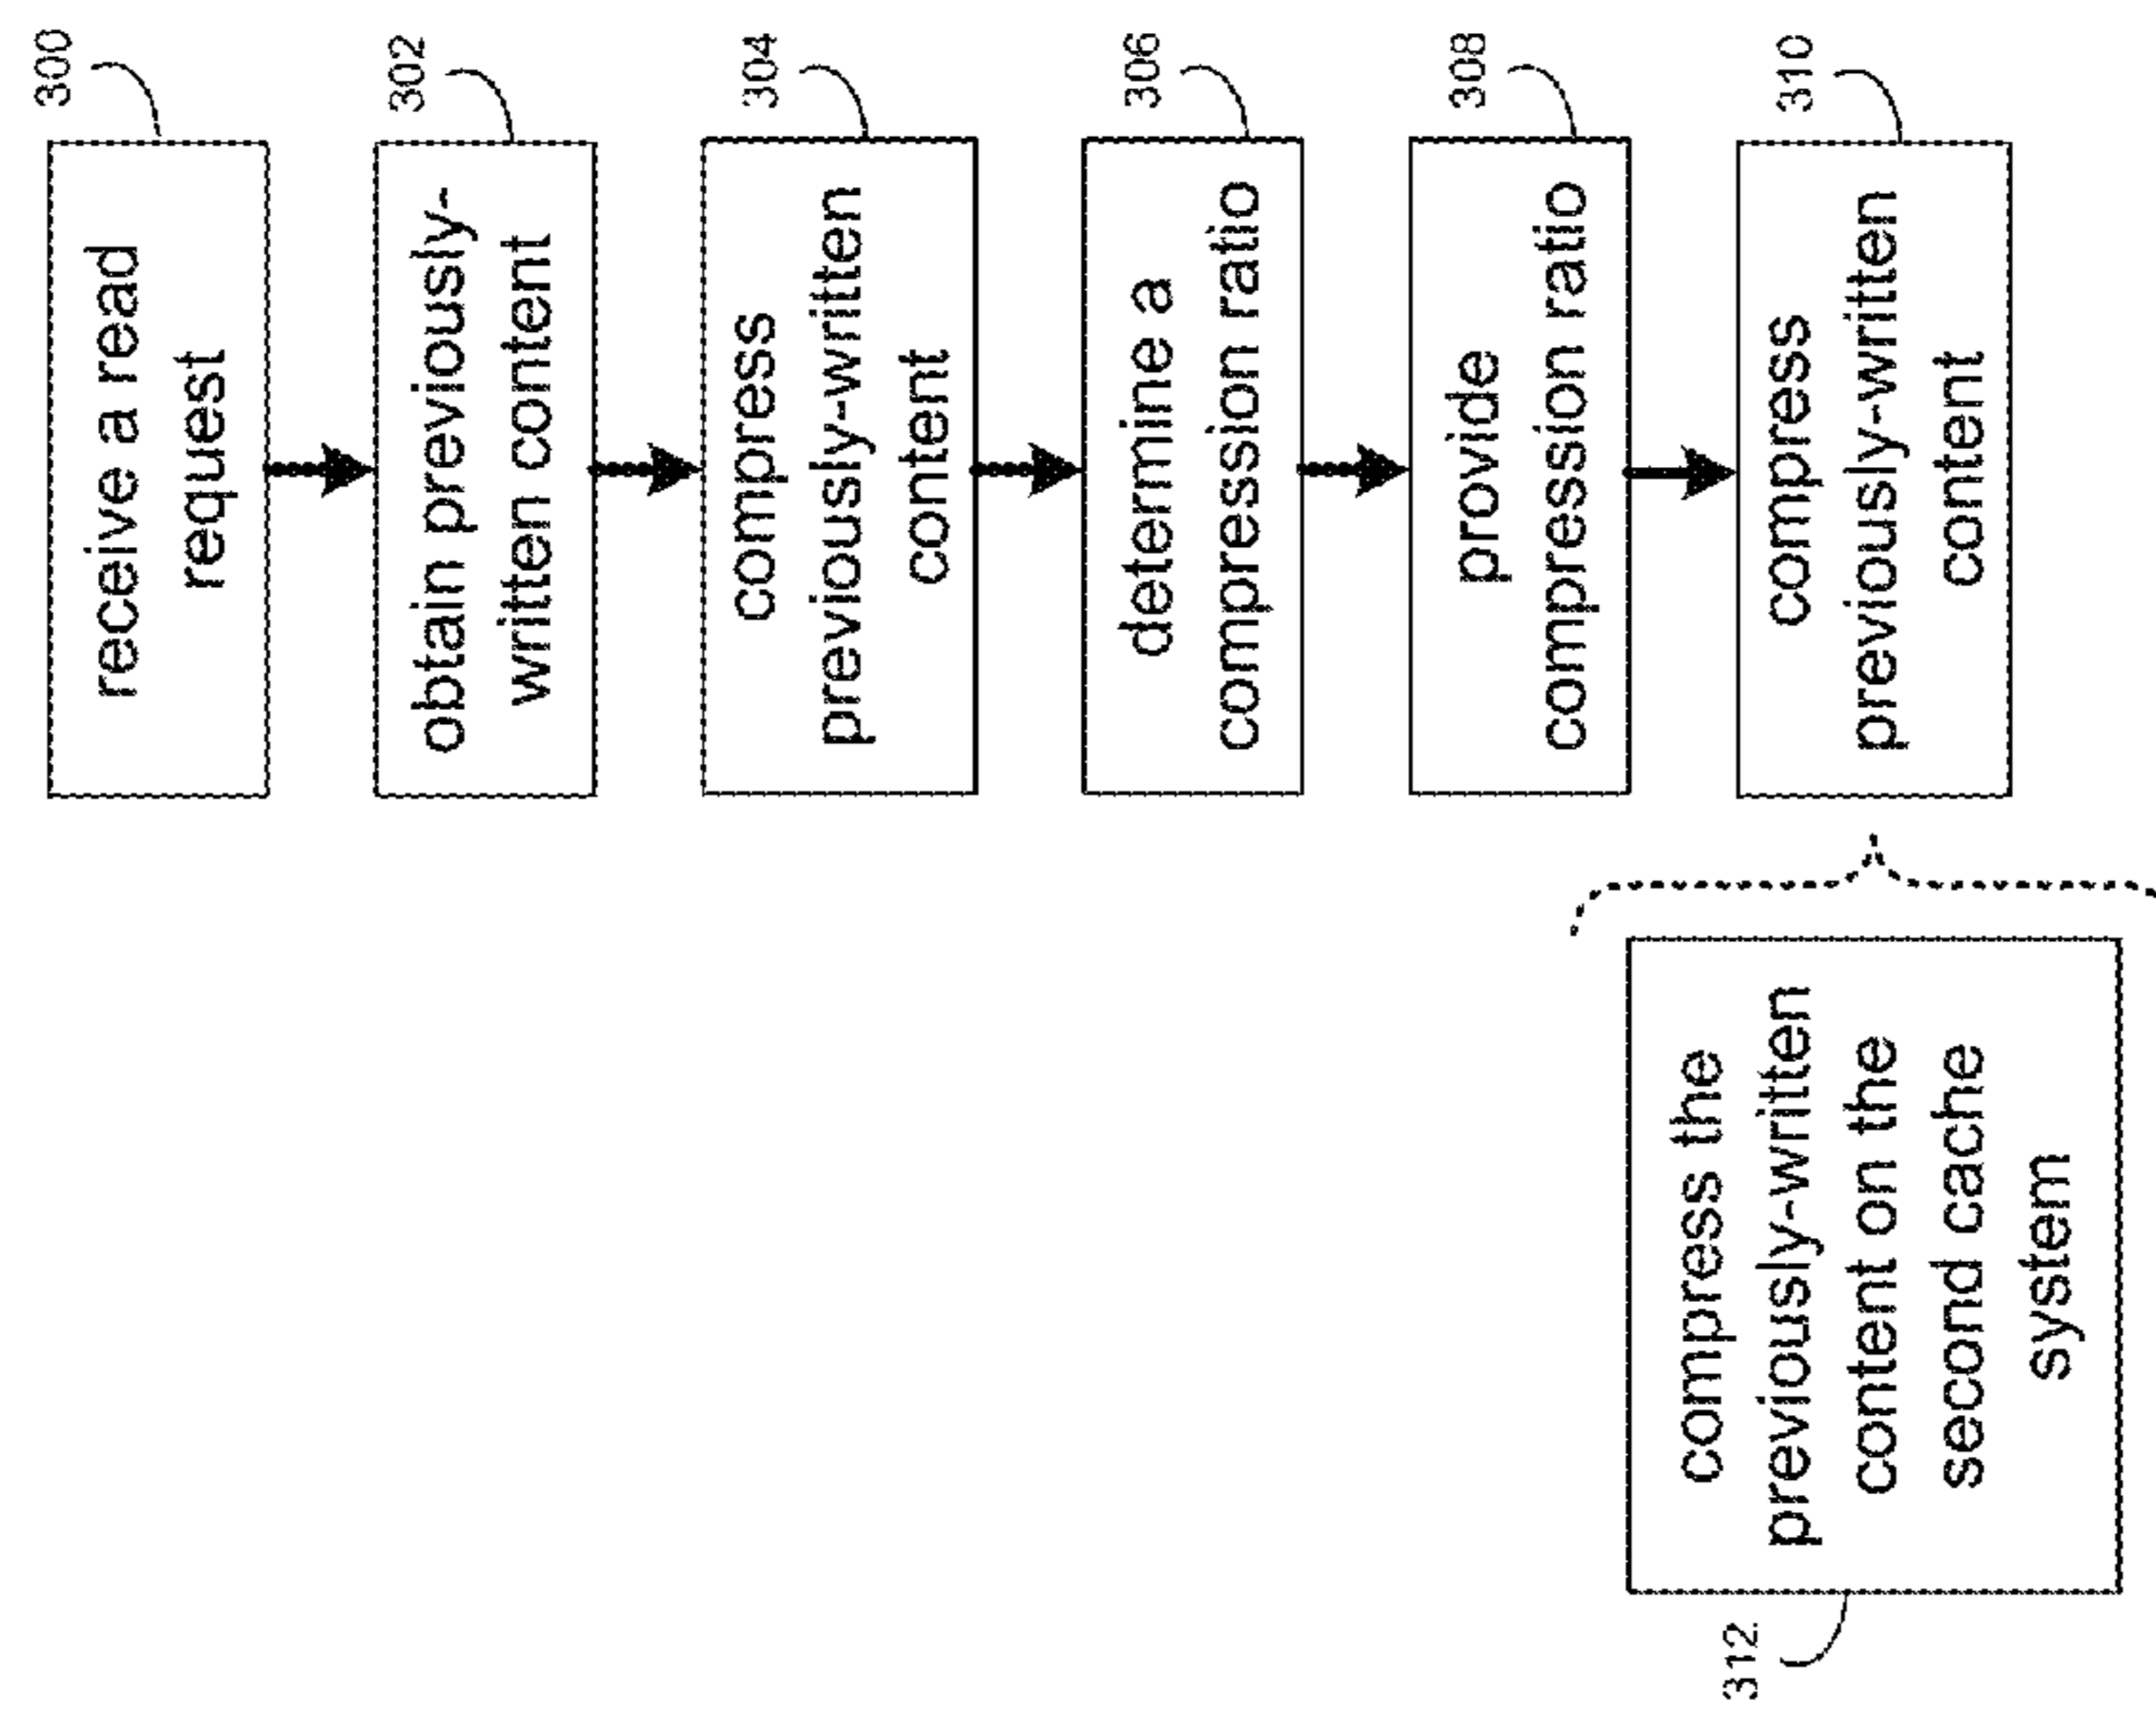 300
receive a read
request
302
obtain previously-
written content
304
compress
previously-written
content
306
determine a
compression ratio
308
provide
compression ratio
310
compress
previously-written
content
312
compress the
previously-written
content on the
second cache
system